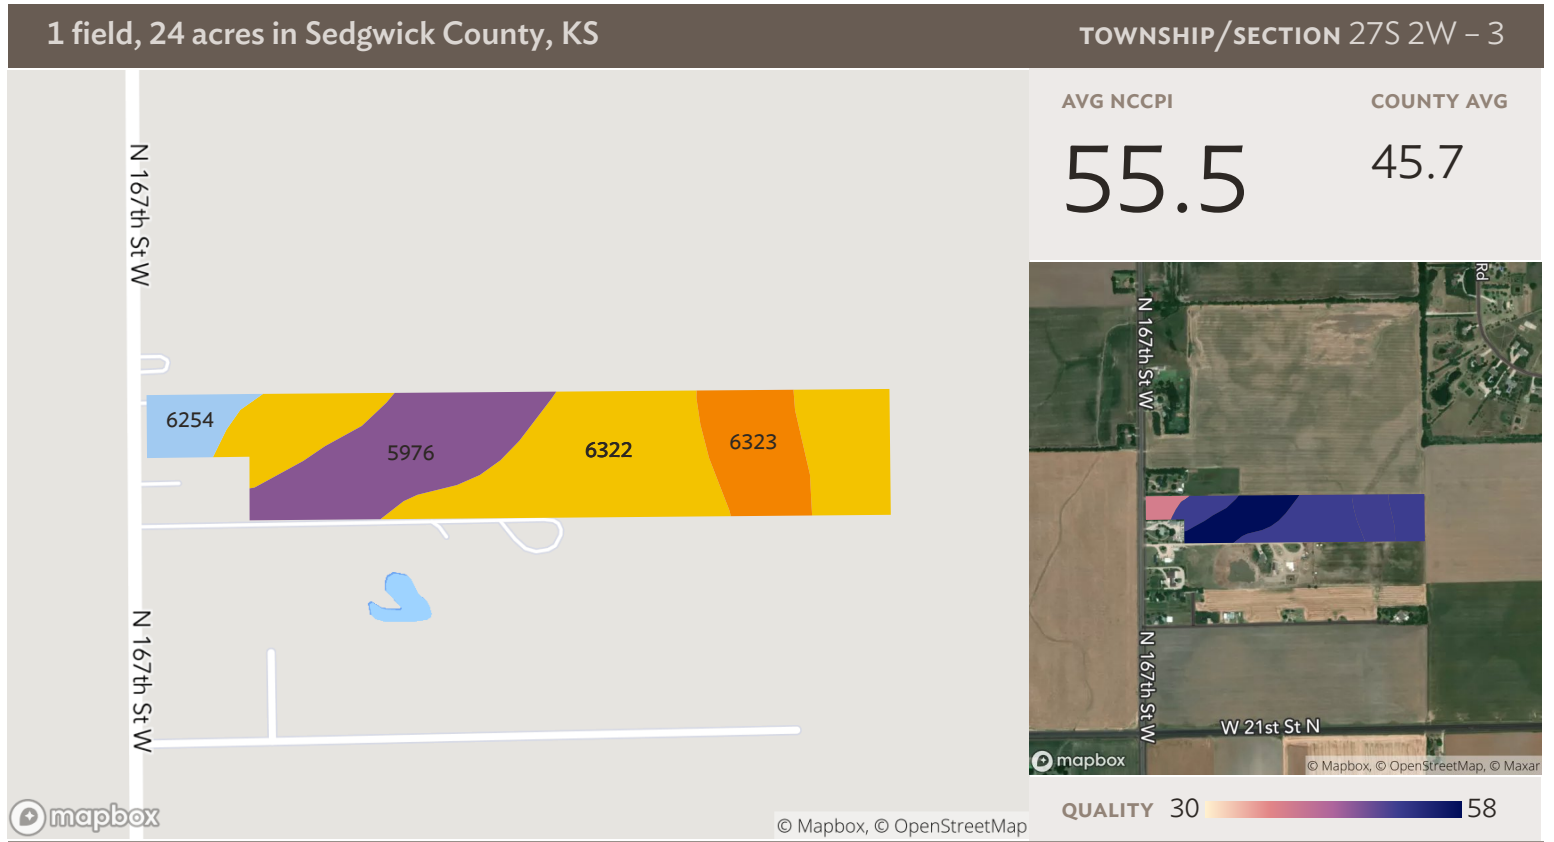 1 field, 24 acres in Sedgwick County, KS
TOWNSHIP/SECTION 27S 2W – 3
N 167th St W
6254
5976
6322
6323
N 167th St W
mapbox
© Mapbox, © OpenStreetMap
AVG NCCPI
COUNTY AVG
55.5
45.7
Rd
N 167th St W
N 167th St W
W 21st St N
mapbox
© Mapbox, © OpenStreetMap, © Maxar
QUALITY 30 58